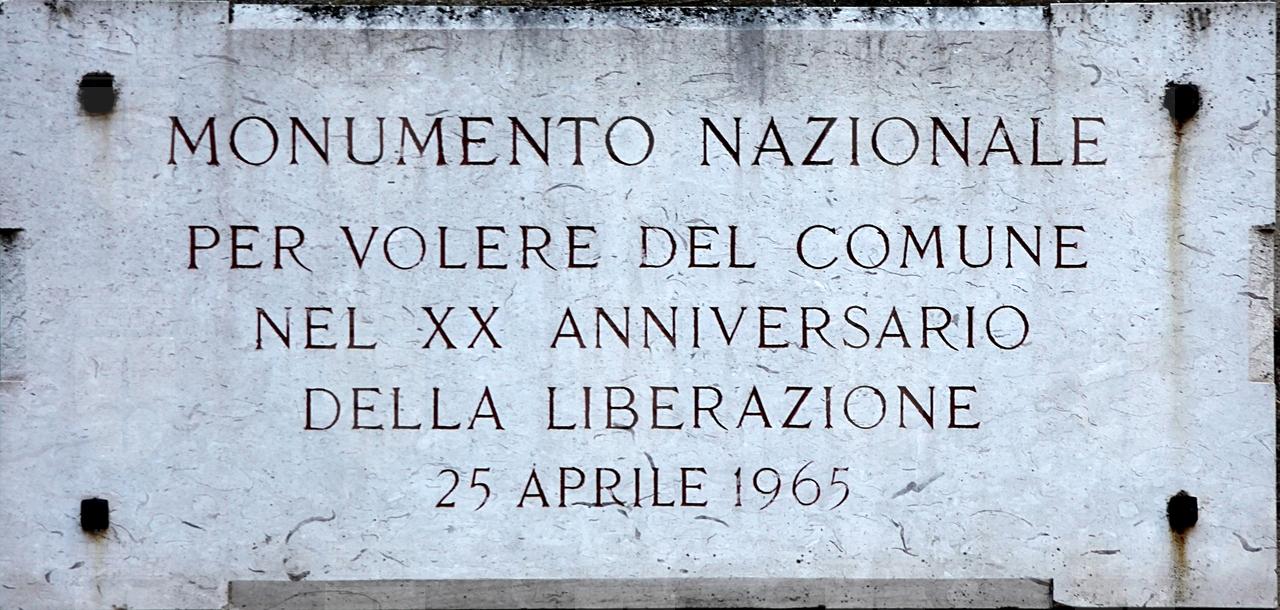 MONUMENTO NAZIONALE
PER VOLERE DEL COMUNE
NEL XX ANNIVERSARIO
DELLA LIBERAZIONE
25 APRILE 1965